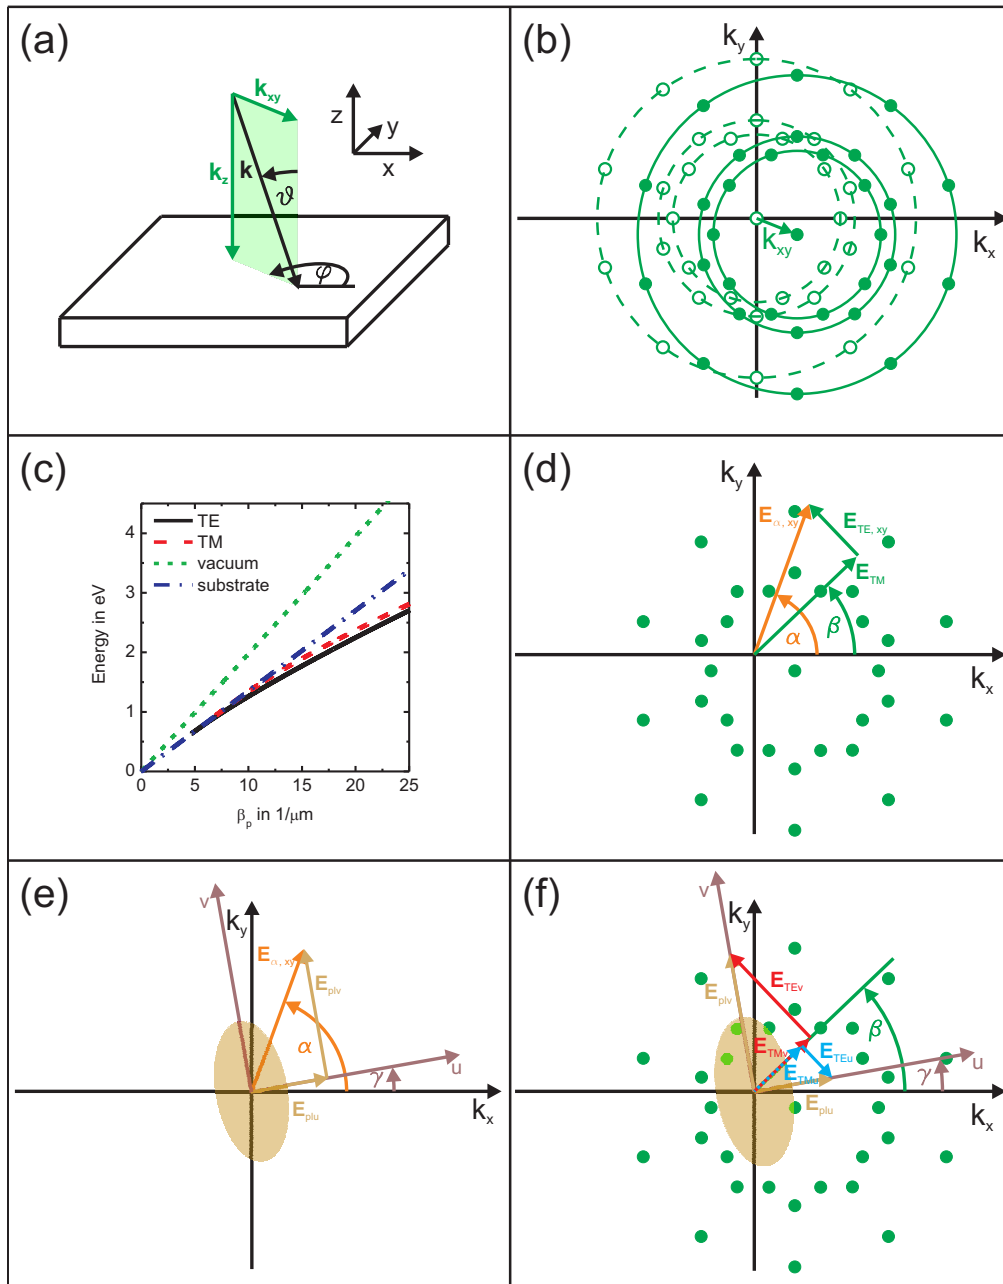 (a)
k_xy
z
y
x
k_z
k
ϑ
φ
(b)
k_y
k_x
k_xy
(c)
Energy in eV
4
3
2
1
0
TE
TM
vacuum
substrate
0
5
10
15
20
25
β_p in 1/μm
(d)
k_y
E_α, xy
E_TE, xy
E_TM
α
β
k_x
(e)
v
k_y
E_α, xy
E_plv
α
u
γ
E_plu
k_x
(f)
v
k_y
E_TEv
E_plv
β
E_TMv
E_TEu
E_TMu
u
γ
E_plu
k_x